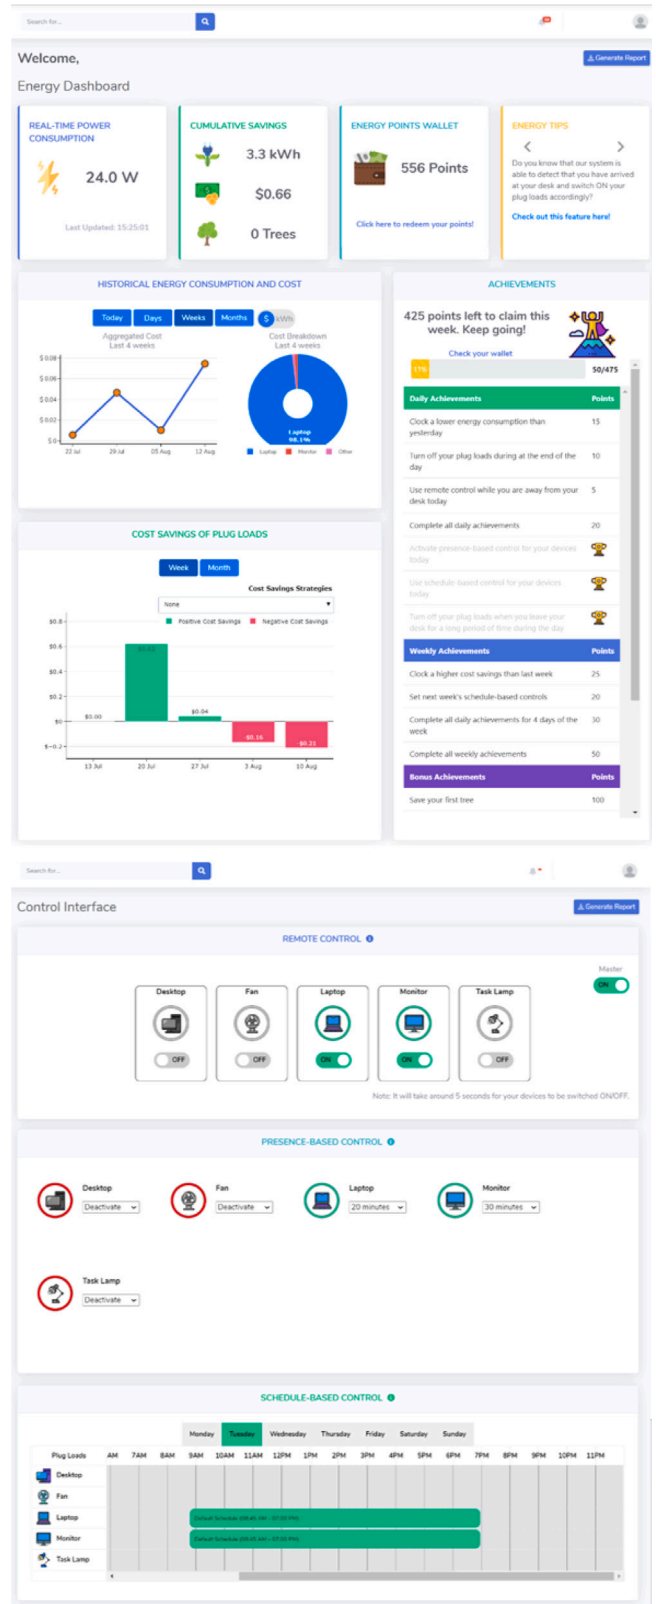 Search for...
Welcome,
Generate Report
Energy Dashboard
REAL-TIME POWER
CONSUMPTION
24.0 W
Last Updated: 15:25:01
CUMULATIVE SAVINGS
3.3 kWh
$0.66
0 Trees
ENERGY POINTS WALLET
556 Points
Click here to redeem your points!
ENERGY TIPS
Do you know that our system is
able to detect that you have arrived
at your desk and switch ON your
plug loads accordingly?
Check out this feature here!
HISTORICAL ENERGY CONSUMPTION AND COST
Today Days Weeks Months $ kWh
Aggregated Cost
Last 4 weeks
$ 0.08
$ 0.06
$ 0.04
$ 0.02
$ 0
22 Jul 29 Jul 05 Aug 12 Aug
Cost Breakdown
Last 4 weeks
Laptop
98.1%
Laptop Monitor Other
COST SAVINGS OF PLUG LOADS
Week Month
Cost Savings Strategies
None
Positive Cost Savings Negative Cost Savings
$0.8
$0.6
$0.4
$0.2
$0
$-0.2
$0.00
$0.62
$0.04
-$0.16
-$0.21
13 Jul 20 Jul 27 Jul 3 Aug 10 Aug
ACHIEVEMENTS
425 points left to claim this
week. Keep going!
Check your wallet
11%
50/475
Daily Achievements Points
Clock a lower energy consumption than
yesterday
15
Turn off your plug loads during at the end of the
day
10
Use remote control while you are away from your
desk today
5
Complete all daily achievements 20
Activate presence-based control for your devices
today
Use schedule-based control for your devices
today
Turn off your plug loads when you leave your
desk for a long period of time during the day
Weekly Achievements Points
Clock a higher cost savings than last week 25
Set next week's schedule-based controls 20
Complete all daily achievements for 4 days of the
week
30
Complete all weekly achievements 50
Bonus Achievements Points
Save your first tree 100
Search for...
Control Interface
Generate Report
REMOTE CONTROL
Master
ON
Desktop Fan Laptop Monitor Task Lamp
OFF OFF ON ON OFF
Note: It will take around 5 seconds for your devices to be switched ON/OFF.
PRESENCE-BASED CONTROL
Desktop
Deactivate
Fan
Deactivate
Laptop
20 minutes
Monitor
30 minutes
Task Lamp
Deactivate
SCHEDULE-BASED CONTROL
Monday Tuesday Wednesday Thursday Friday Saturday Sunday
Plug Loads AM 7AM 8AM 9AM 10AM 11AM 12PM 1PM 2PM 3PM 4PM 5PM 6PM 7PM 8PM 9PM 10PM 11PM
Desktop
Fan
Laptop
Default Schedule (08:45 AM - 07:00 PM)
Monitor
Default Schedule (08:45 AM - 07:00 PM)
Task Lamp